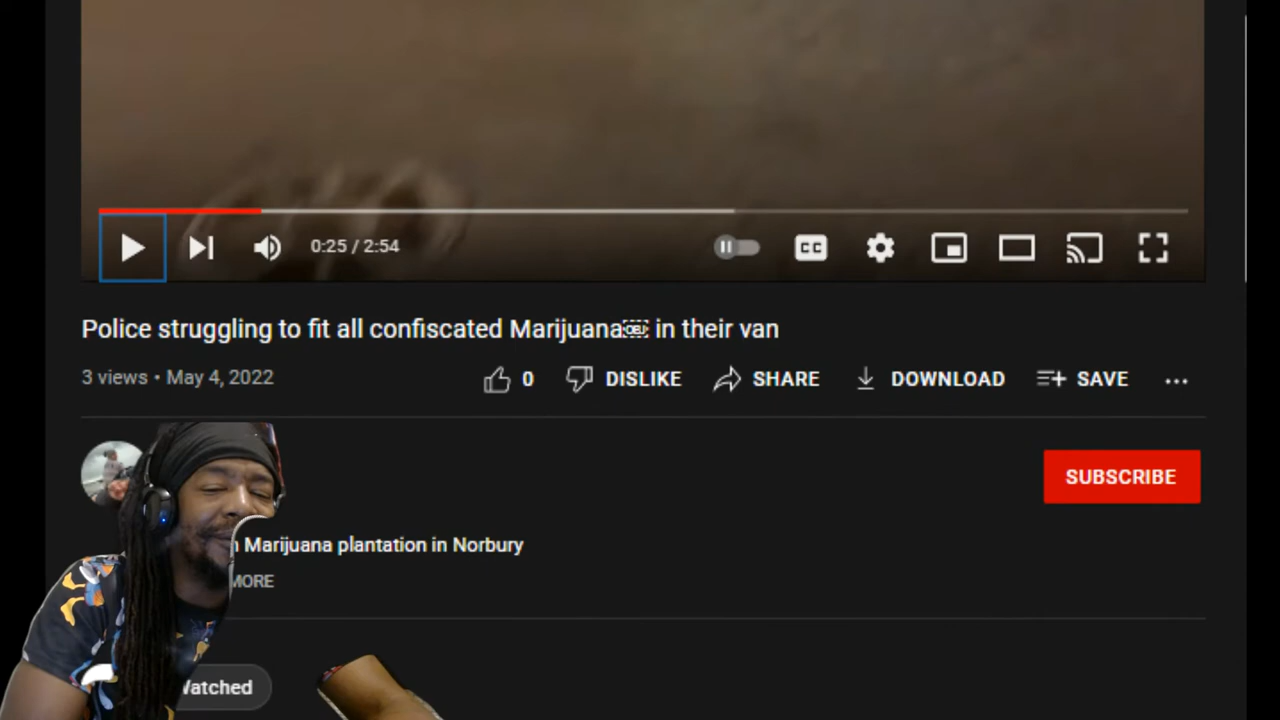 0:25 / 2:54
CC
Police struggling to fit all confiscated Marijuana￼ in their van
3 views • May 4, 2022
0
DISLIKE
SHARE
DOWNLOAD
SAVE
SUBSCRIBE
Marijuana plantation in Norbury
MORE
Watched